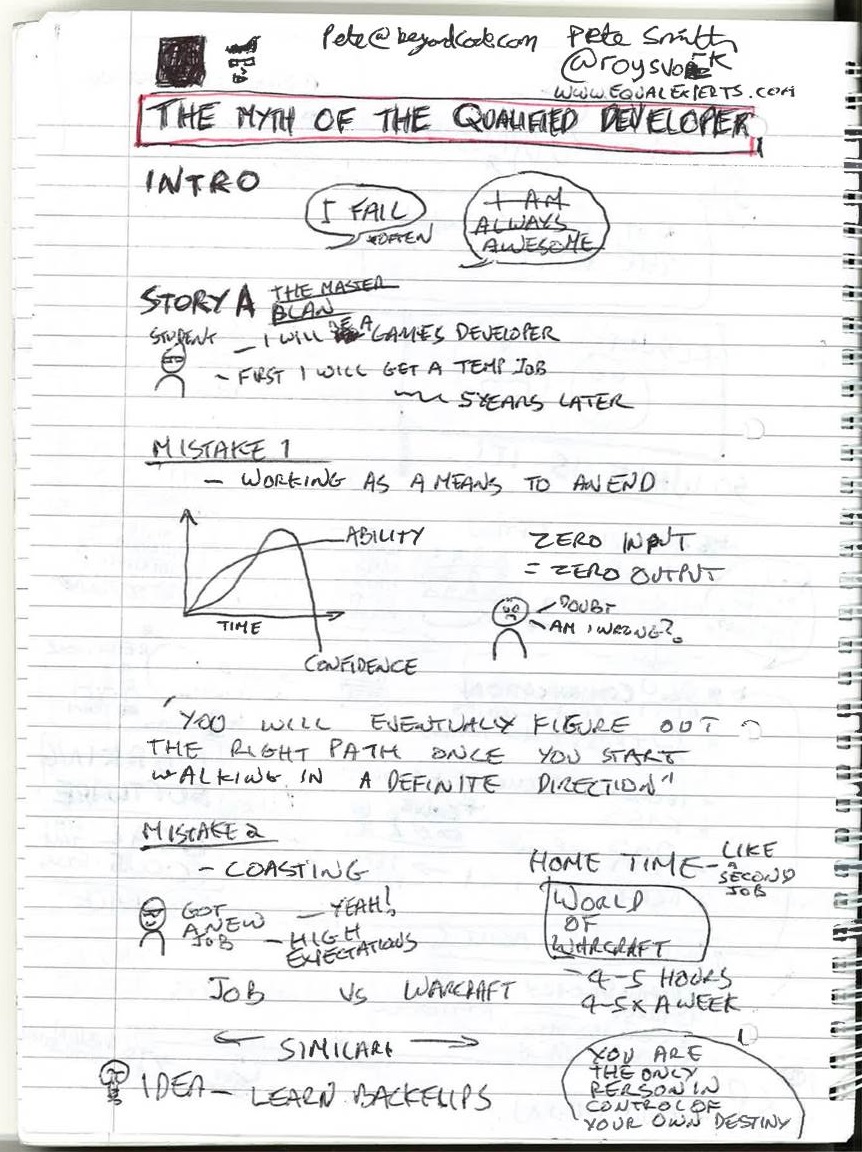 Pete@beyondcode.com
Pete Smith
@roysvork
WWW.EQUALEXPERTS.COM
THE MYTH OF THE QUALIFIED DEVELOPER
INTRO
I FAIL
*OFTEN
I AM
ALWAYS
AWESOME
STORY A THE MASTER
PLAN
STUDENT
- I WILL BE A GAMES DEVELOPER
- FIRST I WILL GET A TEMP JOB
5 YEARS LATER
MISTAKE 1
- WORKING AS A MEANS TO AN END
ABILITY
TIME
CONFIDENCE
ZERO INPUT
= ZERO OUTPUT
DOUBT
AM I WRONG?
"YOU WILL EVENTUALLY FIGURE OUT
THE RIGHT PATH ONCE YOU START
WALKING IN A DEFINITE DIRECTION"
MISTAKE 2
- COASTING
GOT
A NEW
JOB
- YEAH!
- HIGH
EXPECTATIONS
HOME TIME - LIKE
A
SECOND
JOB
WORLD
OF
WARCRAFT
- 4-5 HOURS
4-5 X A WEEK
JOB VS WARCRAFT
SIMILAR
IDEA - LEARN BACKFLIPS
YOU ARE
THE ONLY
PERSON IN
CONTROL OF
YOUR OWN DESTINY